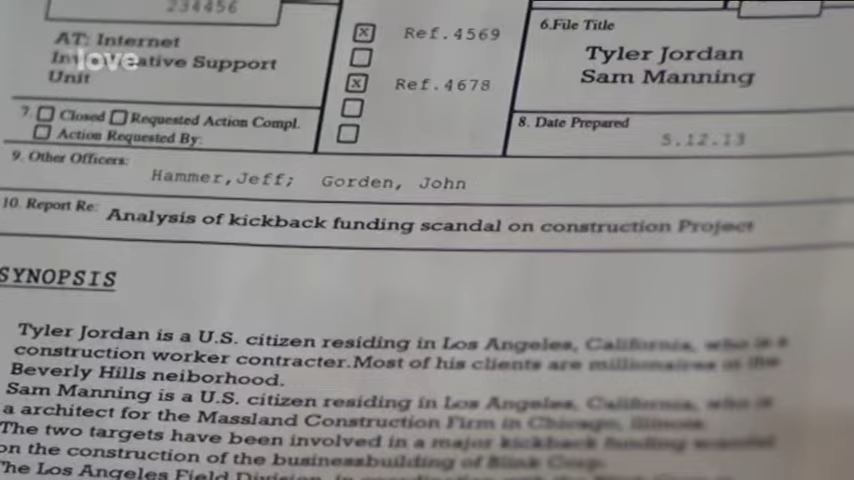 234456
AT: Internet
Unit
ative Support
love
Ref.4569
Ref.4678
6.File Title
Tyler Jordan
Sam Manning
7. Closed Requested Action Compl.
Action Requested By:
8. Date Prepared
5.12.13
9. Other Officers:
Hammer,Jeff; Gorden, John
10. Report Re: Analysis of kickback funding scandal on construction Project
SYNOPSIS
Tyler Jordan is a U.S. citizen residing in Los Angeles, California, who is a
construction worker contracter.Most of his clients are millionaires in the
Beverly Hills neiborhood.
Sam Manning is a U.S. citizen residing in Los Angeles, California, who is
a architect for the Massland Construction Firm in Chicago, Illinois.
The two targets have been involved in a major kickback funding scandal
on the construction of the businessbuilding of Blink Corp.
The Los Angeles Field Division, in